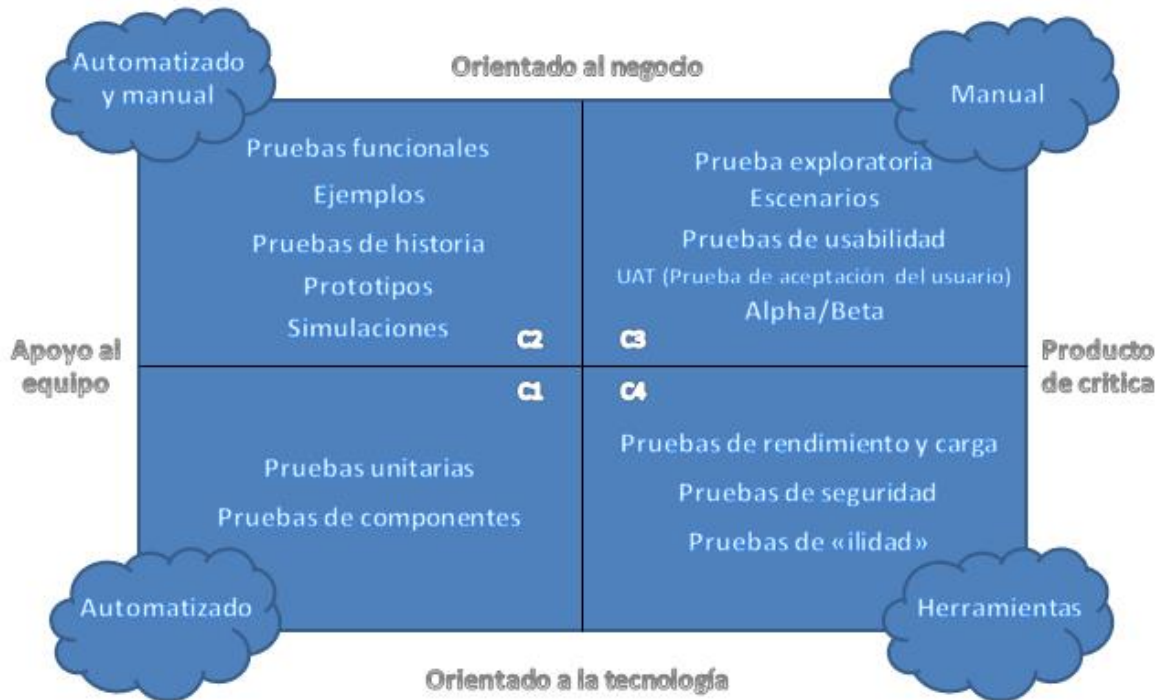 Automatizado
y manual
Orientado al negocio
Manual
Pruebas funcionales
Ejemplos
Pruebas de historia
Prototipos
Simulaciones
C2
Prueba exploratoria
Escenarios
Pruebas de usabilidad
UAT (Prueba de aceptación del usuario)
Alpha/Beta
C3
Apoyo al
equipo
Producto
de critica
C1
Pruebas unitarias
Pruebas de componentes
C4
Pruebas de rendimiento y carga
Pruebas de seguridad
Pruebas de «ilidad»
Automatizado
Herramientas
Orientado a la tecnología